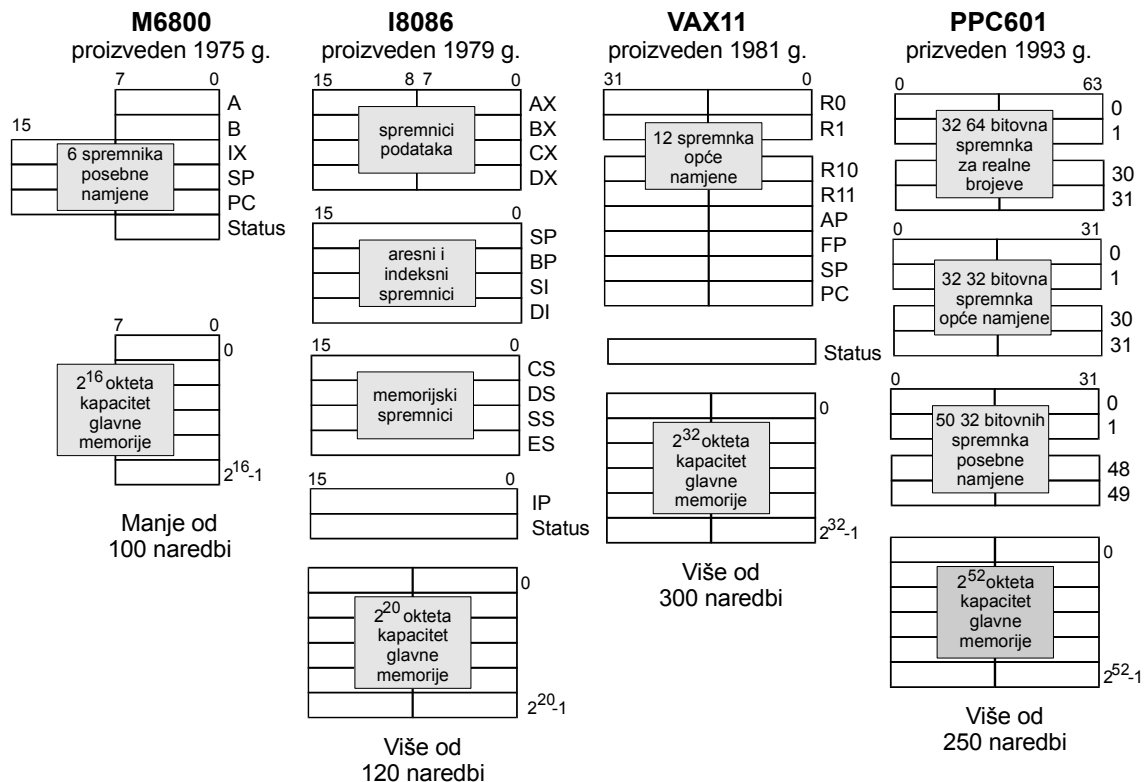 M6800
proizveden 1975 g.
7 0
A
B
15
IX
SP
PC
Status
6 spremnika
posebne
namjene
7 0
0
2^16 okteta
kapacitet
glavne
memorije
2^16-1
Manje od
100 naredbi
I8086
proizveden 1979 g.
15 8 7 0
AX
BX
CX
DX
spremnici
podataka
15 0
SP
BP
SI
DI
aresni i
indeksni
spremnici
15 0
CS
DS
SS
ES
memorijski
spremnici
15 0
IP
Status
0
2^20 okteta
kapacitet
glavne
memorije
2^20-1
Više od
120 naredbi
VAX11
proizveden 1981 g.
31 0
R0
R1
12 spremnka
opće
namjene
R10
R11
AP
FP
SP
PC
Status
0
2^32 okteta
kapacitet
glavne
memorije
2^32-1
Više od
300 naredbi
PPC601
prizveden 1993 g.
0 63
0
1
32 64 bitovna
spremnka
za realne
brojeve
30
31
0 31
0
1
32 32 bitovna
spremnka
opće namjene
30
31
0 31
0
1
50 32 bitovnih
spremnka
posebne
namjene
48
49
0
2^52 okteta
kapacitet
glavne
memorije
2^52-1
Više od
250 naredbi